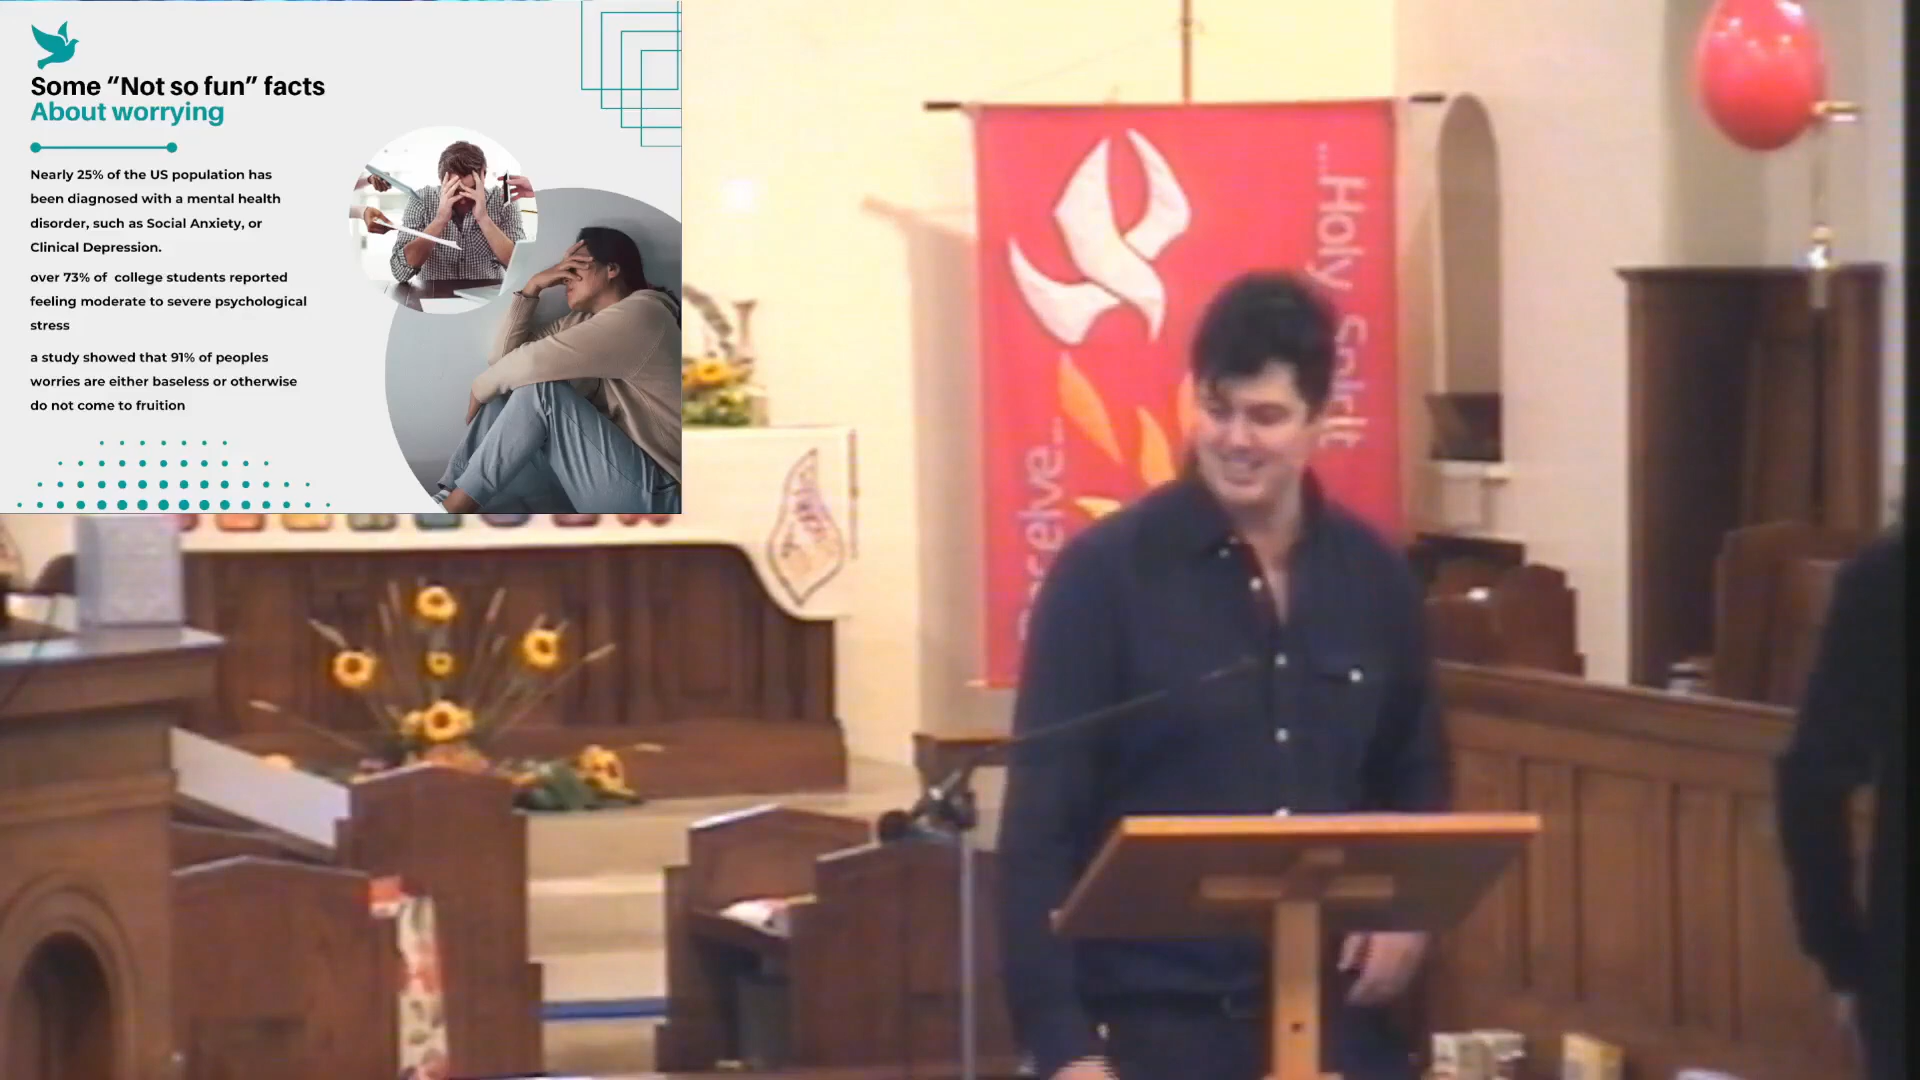 Some “Not so fun” facts
About worrying
Nearly 25% of the US population has
been diagnosed with a mental health
disorder, such as Social Anxiety, or
Clinical Depression.
over 73% of  college students reported
feeling moderate to severe psychological
stress
a study showed that 91% of peoples
worries are either baseless or otherwise
do not come to fruition
...Holy Spirit